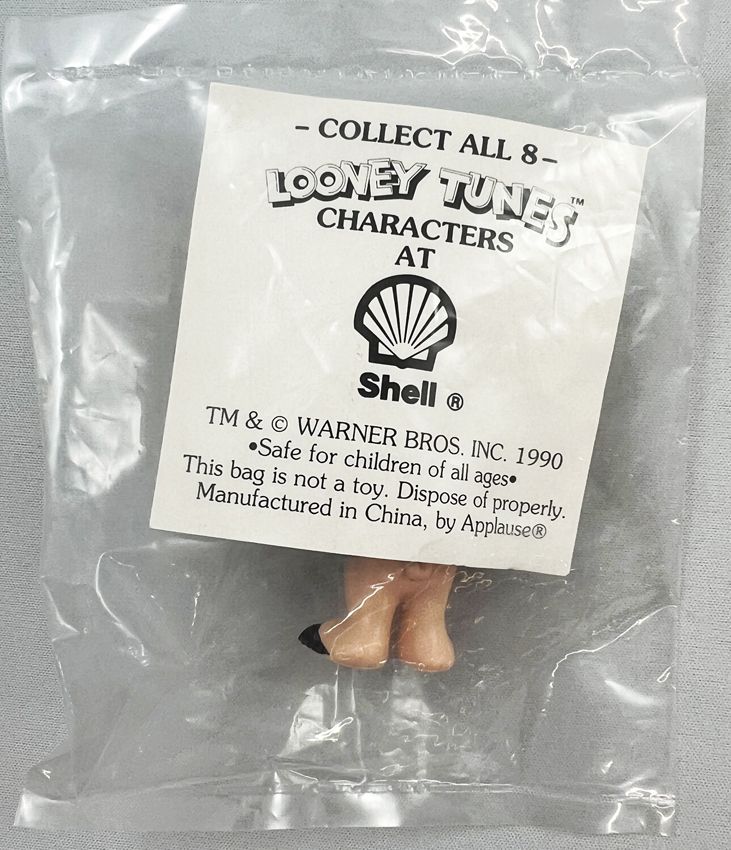 - COLLECT ALL 8 -
LOONEY TUNES™
CHARACTERS
AT
Shell ®
TM & © WARNER BROS. INC. 1990
•Safe for children of all ages•
This bag is not a toy. Dispose of properly.
Manufactured in China, by Applause®